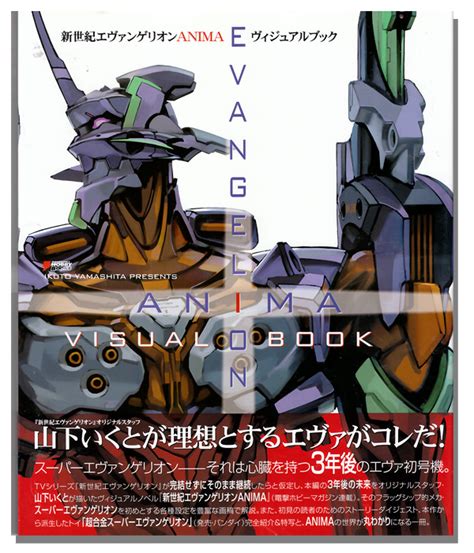 新世紀エヴァンゲリオンANIMA ヴィジュアルブック
EVANGELION
IKUTO YAMASHITA PRESENTS
ANIMA
VISUAL BOOK
『新世紀エヴァンゲリオン』オリジナルスタッフ
山下いくとが理想とするエヴァがコレだ!
スーパーエヴァンゲリオン——それは心臓を持つ3年後のエヴァ初号機。
TVシリーズ『新世紀エヴァンゲリオン』が完結せずにそのまま継続したらと仮定し、本編の3年後の未来をオリジナルスタッフ・
山下いくとが描いたヴィジュアルノベル『新世紀エヴァンゲリオンANIMA』(電撃ホビーマガジン連載)。そのフラッグシップ的メカ・
スーパーエヴァンゲリオンを初めとする各種設定を豊富な画稿で解説。また、初見の読者のためのストーリーダイジェスト、本作か
ら派生したトイ『超合金スーパーエヴァンゲリオン』(発売・バンダイ)完全紹介&特写と、ANIMAの世界が丸わかりになる一冊。